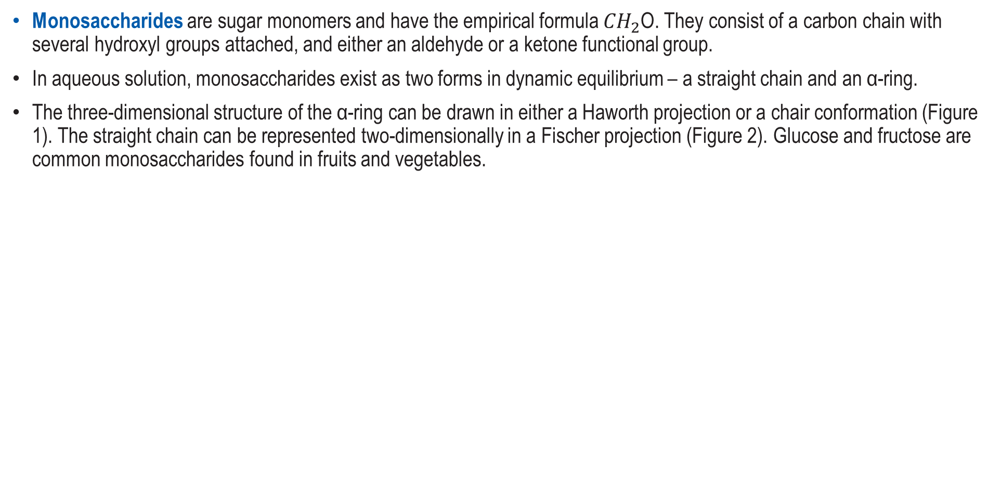 • Monosaccharides are sugar monomers and have the empirical formula CH₂O. They consist of a carbon chain with
several hydroxyl groups attached, and either an aldehyde or a ketone functional group.
• In aqueous solution, monosaccharides exist as two forms in dynamic equilibrium – a straight chain and an α-ring.
• The three-dimensional structure of the α-ring can be drawn in either a Haworth projection or a chair conformation (Figure
1). The straight chain can be represented two-dimensionally in a Fischer projection (Figure 2). Glucose and fructose are
common monosaccharides found in fruits and vegetables.